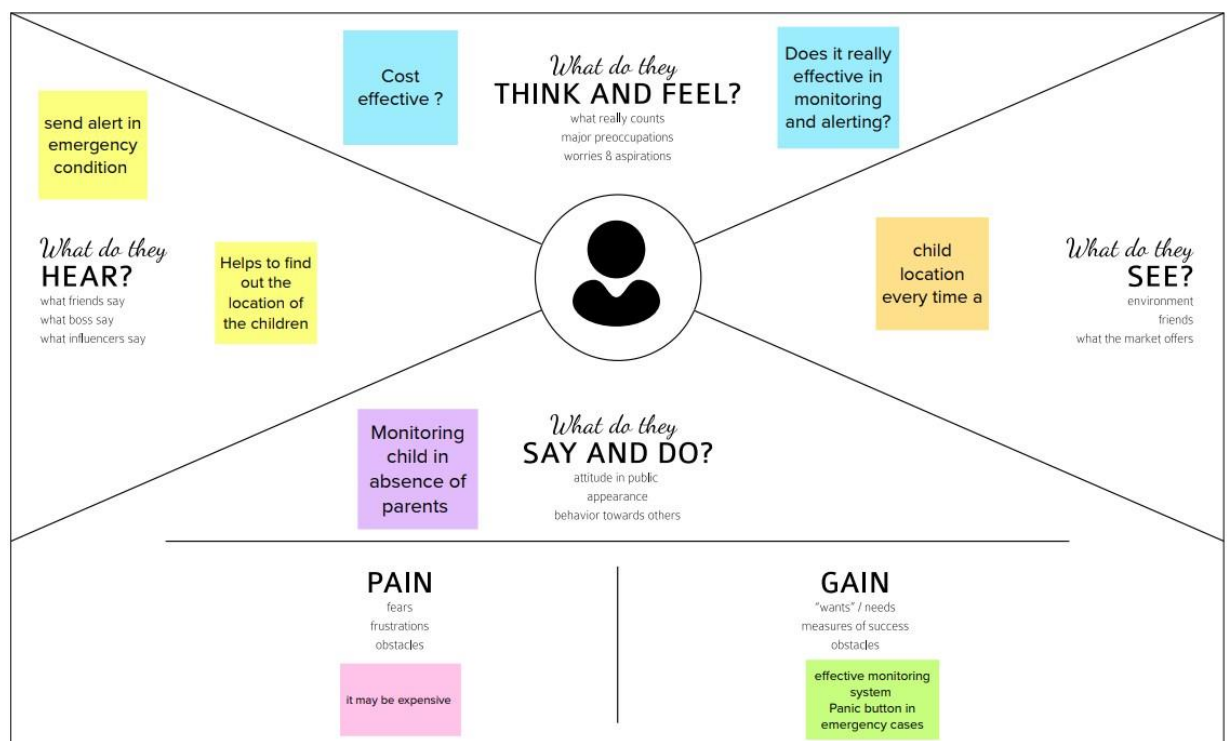 Cost
effective ?
What do they
THINK AND FEEL?
what really counts
major preoccupations
worries & aspirations
Does it really
effective in
monitoring
and alerting?
send alert in
emergency
condition
What do they
HEAR?
what friends say
what boss say
what influencers say
Helps to find
out the
location of
the children
child
location
every time a
What do they
SEE?
environment
friends
what the market offers
Monitoring
child in
absence of
parents
What do they
SAY AND DO?
attitude in public
appearance
behavior towards others
PAIN
fears
frustrations
obstacles
it may be expensive
GAIN
"wants" / needs
measures of success
obstacles
effective monitoring
system
Panic button in
emergency cases